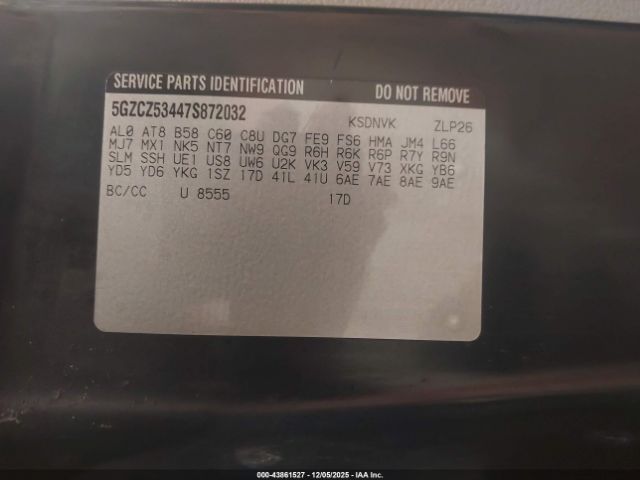 SERVICE PARTS IDENTIFICATION DO NOT REMOVE
5GZCZ53447S872032 KSDNVK ZLP26
AL0 AT8 B58 C60 C8U DG7 FE9 FS6 HMA JM4 L66
MJ7 MX1 NK5 NT7 NW9 QG9 R6H R6K R6P R7Y R9N
SLM SSH UE1 US8 UW6 U2K VK3 V59 V73 XKG YB6
YD5 YD6 YKG 1SZ 17D 41L 41U 6AE 7AE 8AE 9AE
BC/CC U 8555 17D
000-43861527 - 12/05/2025 - IAA Inc.